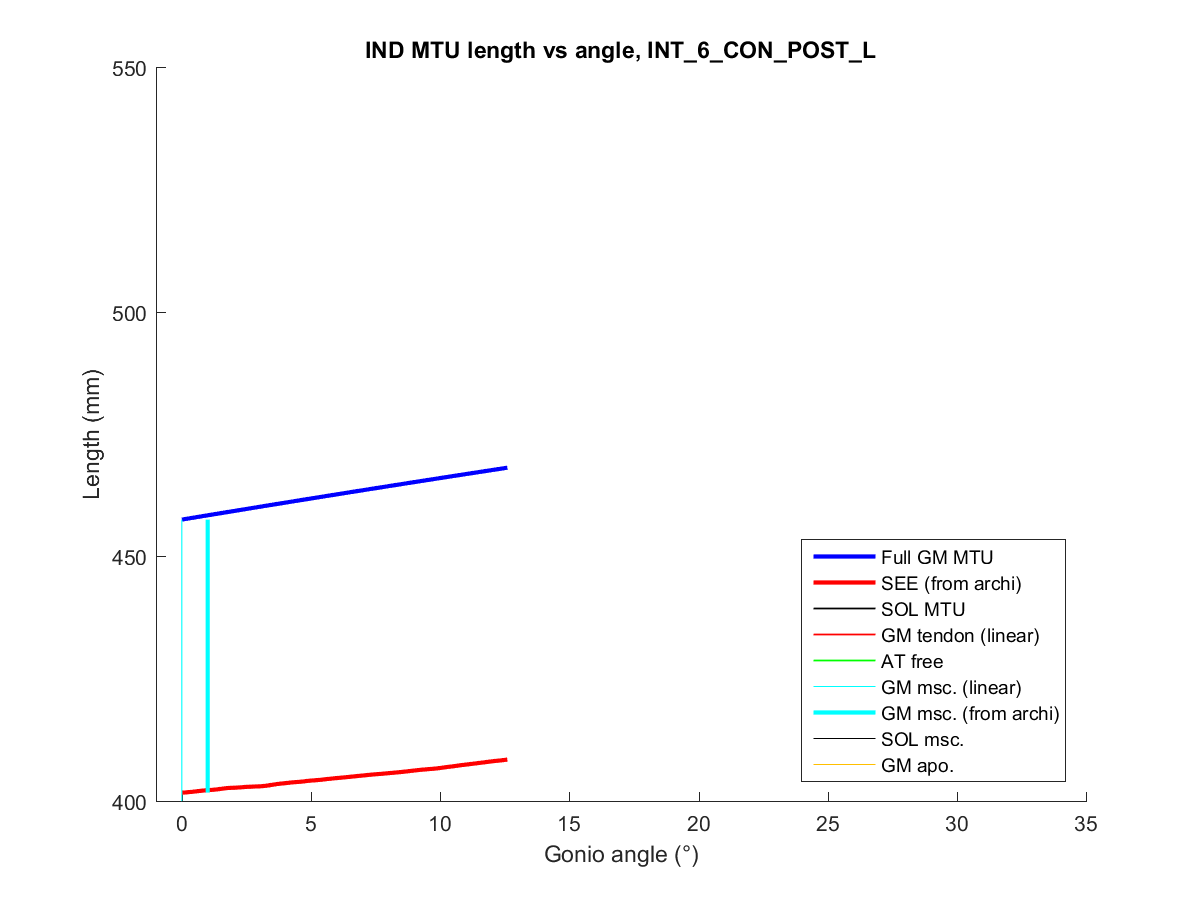 IND MTU length vs angle, INT_6_CON_POST_L
550
500
450
400
Length (mm)
0 5 10 15 20 25 30 35
Gonio angle (°)
Full GM MTU
SEE (from archi)
SOL MTU
GM tendon (linear)
AT free
GM msc. (linear)
GM msc. (from archi)
SOL msc.
GM apo.